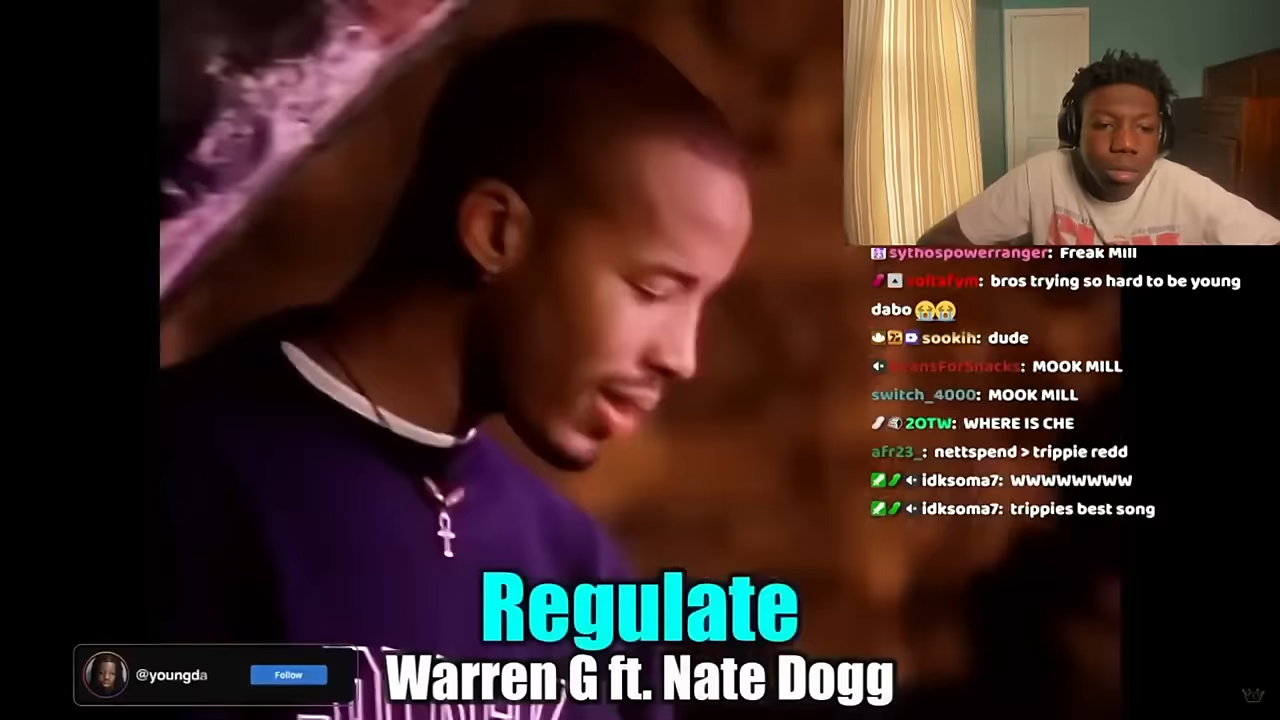 sythospowerranger: Freak Mill
voltafym: bros trying so hard to be young
dabo 😭😭
sookih: dude
MOOK MILL
switch_4000: MOOK MILL
2OTW: WHERE IS CHE
afr23_: nettspend > trippie redd
idksoma7: WWWWWWWW
idksoma7: trippies best song
Regulate
Warren G ft. Nate Dogg
@youngda
Follow